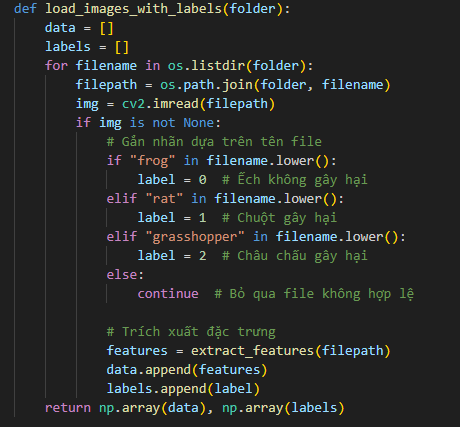 def load_images_with_labels(folder):
    data = []
    labels = []
    for filename in os.listdir(folder):
        filepath = os.path.join(folder, filename)
        img = cv2.imread(filepath)
        if img is not None:
            # Gắn nhãn dựa trên tên file
            if "frog" in filename.lower():
                label = 0  # Ếch không gây hại
            elif "rat" in filename.lower():
                label = 1  # Chuột gây hại
            elif "grasshopper" in filename.lower():
                label = 2  # Châu chấu gây hại
            else:
                continue  # Bỏ qua file không hợp lệ

            # Trích xuất đặc trưng
            features = extract_features(filepath)
            data.append(features)
            labels.append(label)
    return np.array(data), np.array(labels)